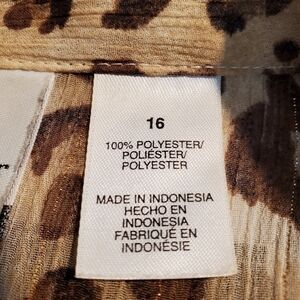 16
100% POLYESTER/
POLIÉSTER/
POLYESTER
MADE IN INDONESIA
HECHO EN
INDONESIA
FABRIQUÉ EN
INDONÉSIE